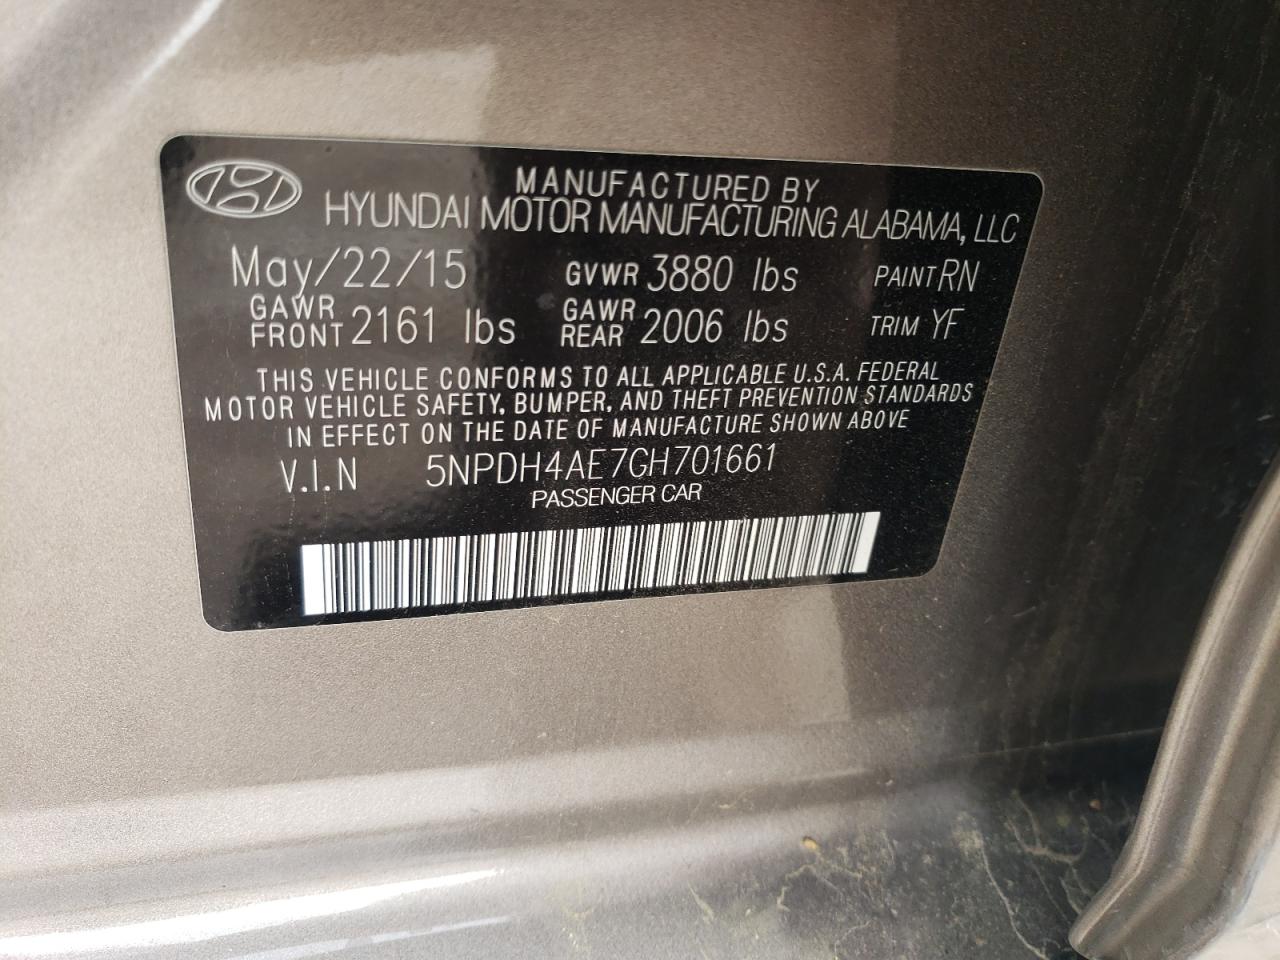 MANUFACTURED BY
HYUNDAI MOTOR MANUFACTURING ALABAMA, LLC
May/22/15 GVWR 3880 lbs PAINT RN
GAWR FRONT 2161 lbs GAWR REAR 2006 lbs TRIM YF
THIS VEHICLE CONFORMS TO ALL APPLICABLE U.S.A. FEDERAL
MOTOR VEHICLE SAFETY, BUMPER, AND THEFT PREVENTION STANDARDS
IN EFFECT ON THE DATE OF MANUFACTURE SHOWN ABOVE
V.I.N 5NPDH4AE7GH701661
PASSENGER CAR